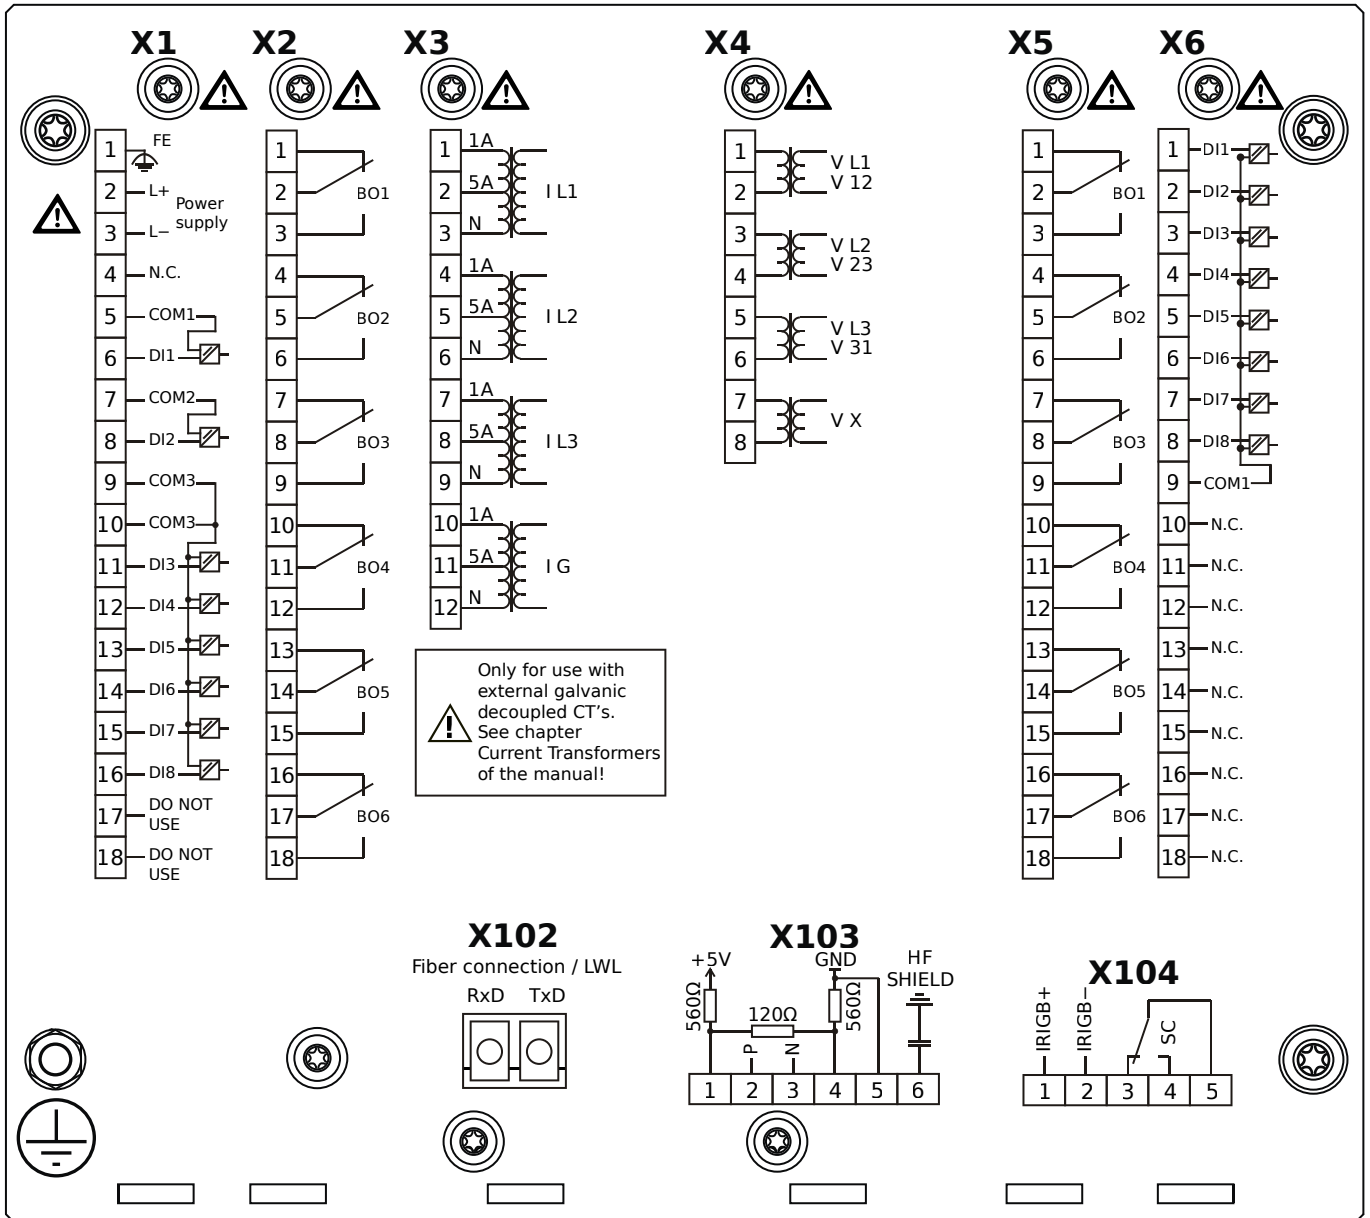 X1
X2
X3
X4
X5
X6
1 FE
2 L+
Power
supply
3 L−
4 N.C.
5 COM1
6 DI1
7 COM2
8 DI2
9 COM3
10 COM3
11 DI3
12 DI4
13 DI5
14 DI6
15 DI7
16 DI8
17 DO NOT
USE
18 DO NOT
USE
1
2 BO1
3
4
5 BO2
6
7
8 BO3
9
10
11 BO4
12
13
14 BO5
15
16
17 BO6
18
1 1A
2 5A I L1
3 N
4 1A
5 5A I L2
6 N
7 1A
8 5A I L3
9 N
10 1A
11 5A I G
12 N
Only for use with
external galvanic
decoupled CT's.
See chapter
Current Transformers
of the manual!
1 V L1
2 V 12
3 V L2
4 V 23
5 V L3
6 V 31
7 V X
8
1
2 BO1
3
4
5 BO2
6
7
8 BO3
9
10
11 BO4
12
13
14 BO5
15
16
17 BO6
18
1 DI1
2 DI2
3 DI3
4 DI4
5 DI5
6 DI6
7 DI7
8 DI8
9 COM1
10 N.C.
11 N.C.
12 N.C.
13 N.C.
14 N.C.
15 N.C.
16 N.C.
17 N.C.
18 N.C.
X102
Fiber connection / LWL
RxD TxD
X103
+5V GND HF
SHIELD
560Ω 120Ω 560Ω
P N
1 2 3 4 5 6
X104
IRIGB+ IRIGB− SC
1 2 3 4 5